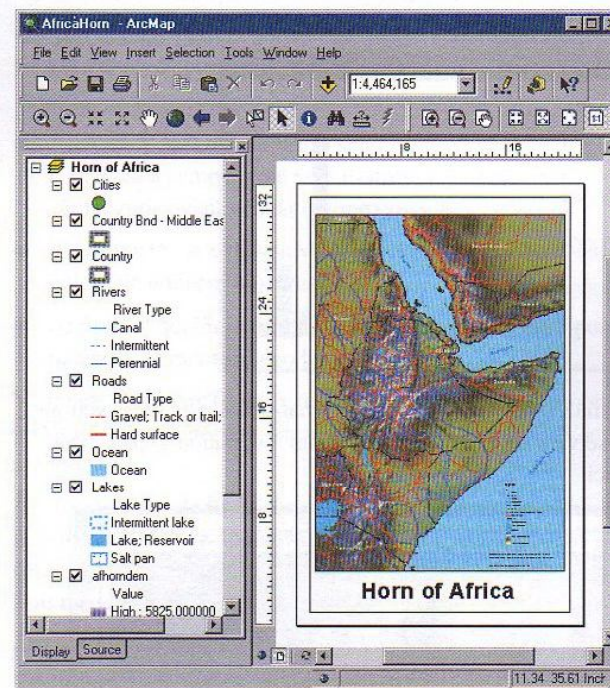 AfricaHorn - ArcMap
File Edit View Insert Selection Tools Window Help
1:4,464,165
Horn of Africa
Cities
Country Bnd - Middle Eas
Country
Rivers
River Type
Canal
Intermittent
Perennial
Roads
Road Type
Gravel; Track or trail;
Hard surface
Ocean
Ocean
Lakes
Lake Type
Intermittent lake
Lake; Reservoir
Salt pan
afhorndem
Value
High : 5825.000000
Display Source
8 16
32
24
16
8
1:1
Horn of Africa
11.34 35.61 Inch